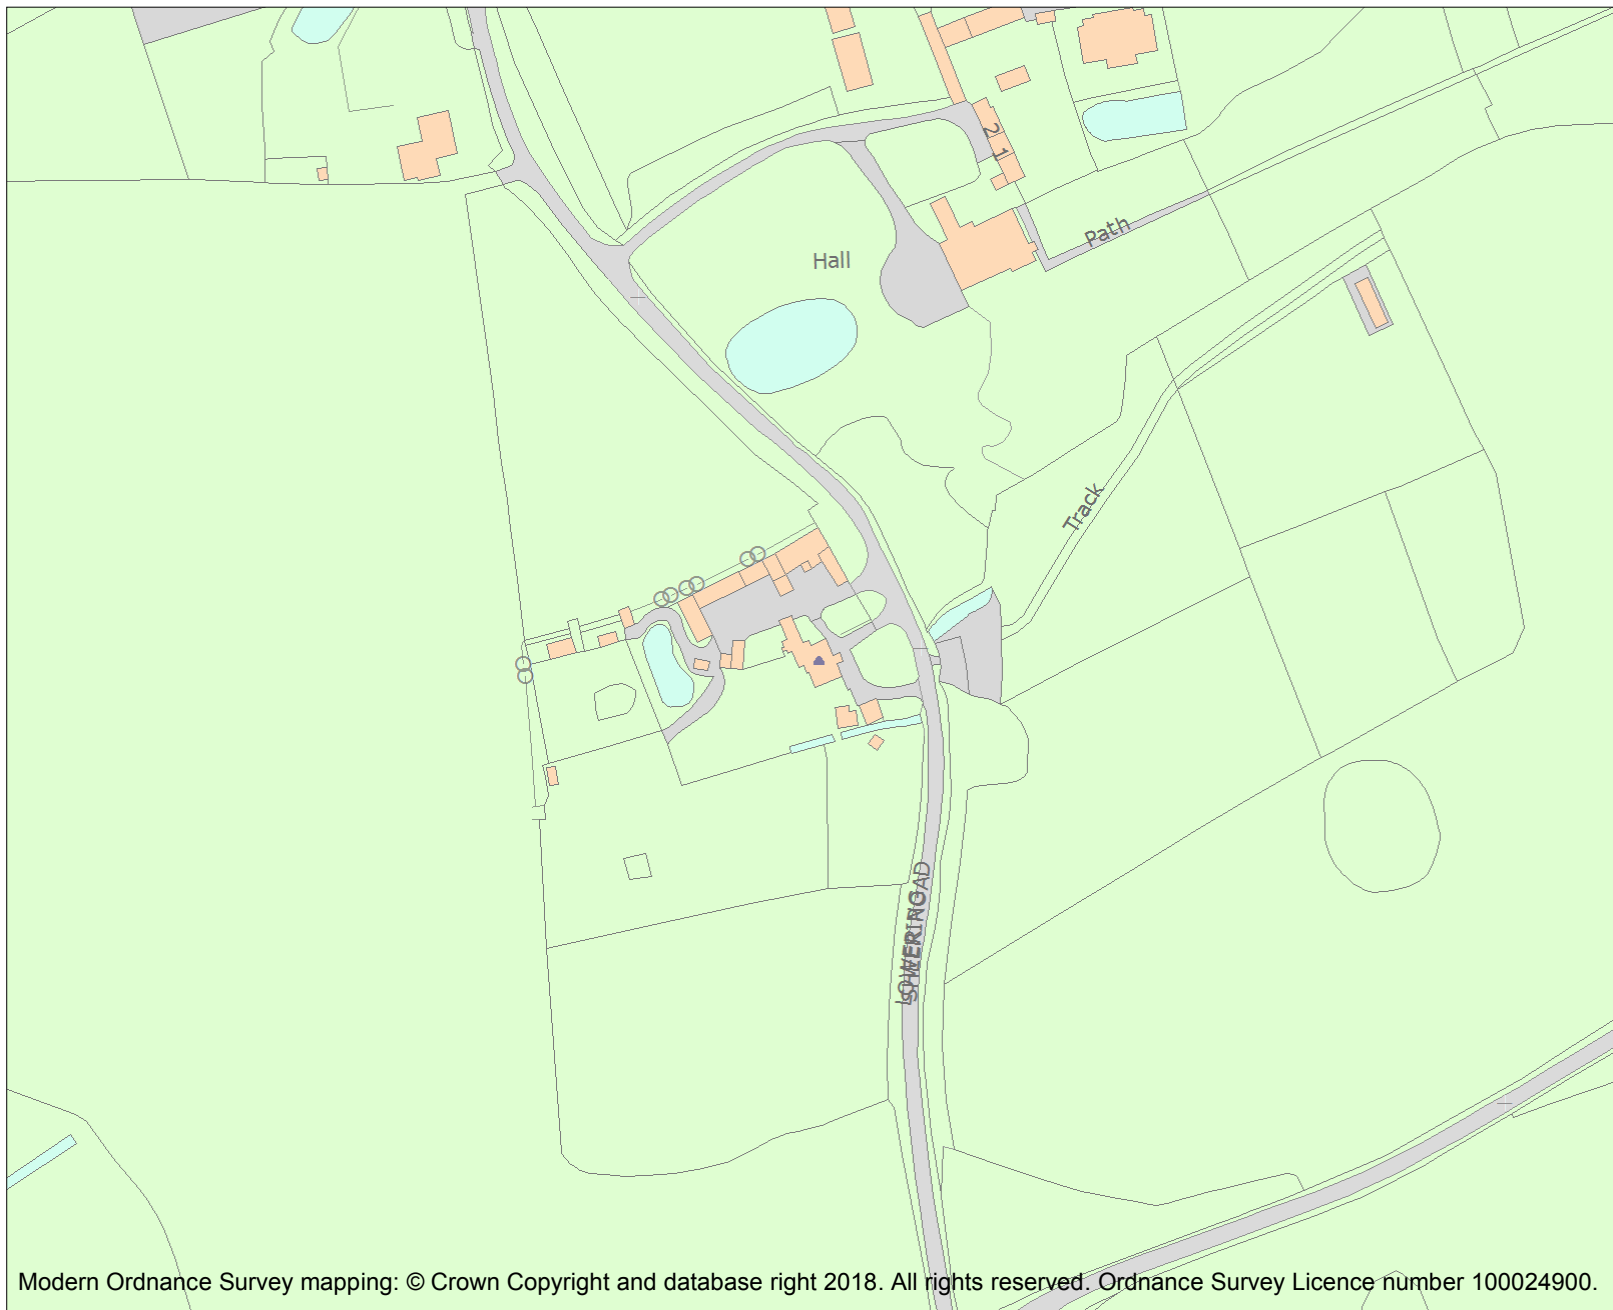 2
1
Path
Hall
Track
Modern Ordnance Survey mapping: © Crown Copyright and database right 2018. All rights reserved. Ordnance Survey Licence number 100024900.